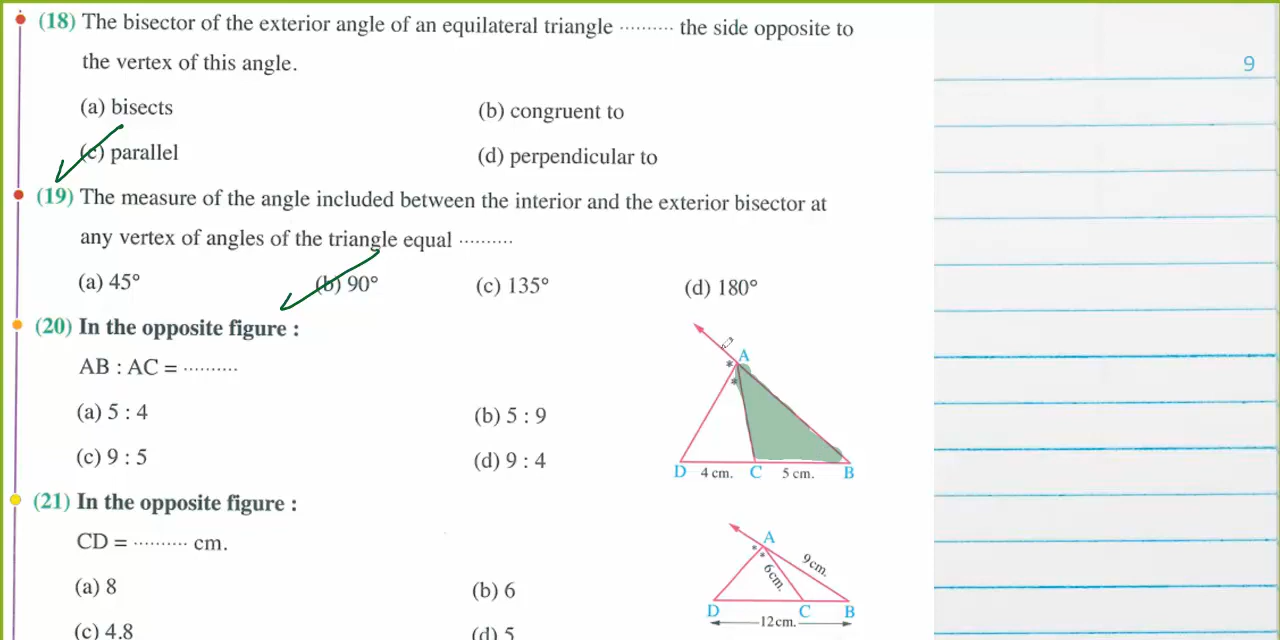 (18) The bisector of the exterior angle of an equilateral triangle .......... the side opposite to
the vertex of this angle.
(a) bisects (b) congruent to
(c) parallel (d) perpendicular to
9
(19) The measure of the angle included between the interior and the exterior bisector at
any vertex of angles of the triangle equal ..........
(a) 45° (b) 90° (c) 135° (d) 180°
(20) In the opposite figure :
AB : AC = ..........
(a) 5 : 4 (b) 5 : 9
(c) 9 : 5 (d) 9 : 4
A
* *
D 4 cm. C 5 cm. B
(21) In the opposite figure :
CD = .......... cm.
(a) 8 (b) 6
(c) 4.8 (d) 5
A
* *
9cm.
6cm.
D C B
12cm.